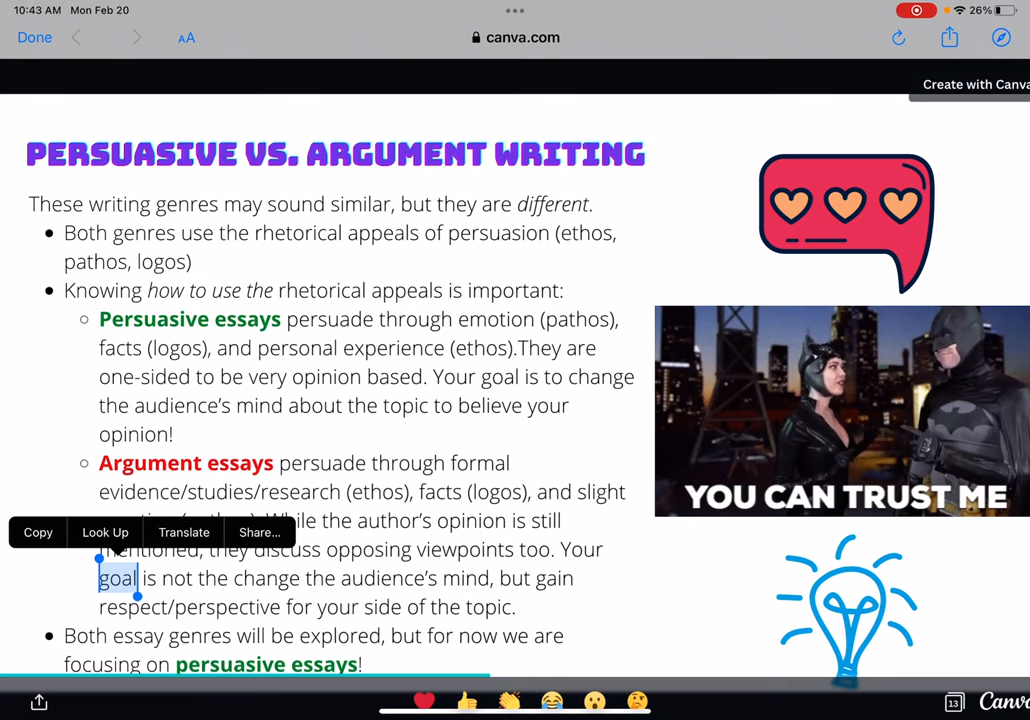 10:43 AM Mon Feb 20
26%
Done
AA
canva.com
Create with Canva
PERSUASIVE VS. ARGUMENT WRITING
These writing genres may sound similar, but they are different.
Both genres use the rhetorical appeals of persuasion (ethos,
pathos, logos)
Knowing how to use the rhetorical appeals is important:
Persuasive essays persuade through emotion (pathos),
facts (logos), and personal experience (ethos).They are
one-sided to be very opinion based. Your goal is to change
the audience's mind about the topic to believe your
opinion!
Argument essays persuade through formal
evidence/studies/research (ethos), facts (logos), and slight
While the author's opinion is still
Copy
Look Up
Translate
Share...
mentioned, they discuss opposing viewpoints too. Your
goal is not the change the audience's mind, but gain
respect/perspective for your side of the topic.
Both essay genres will be explored, but for now we are
focusing on persuasive essays!
YOU CAN TRUST ME
13
Canva